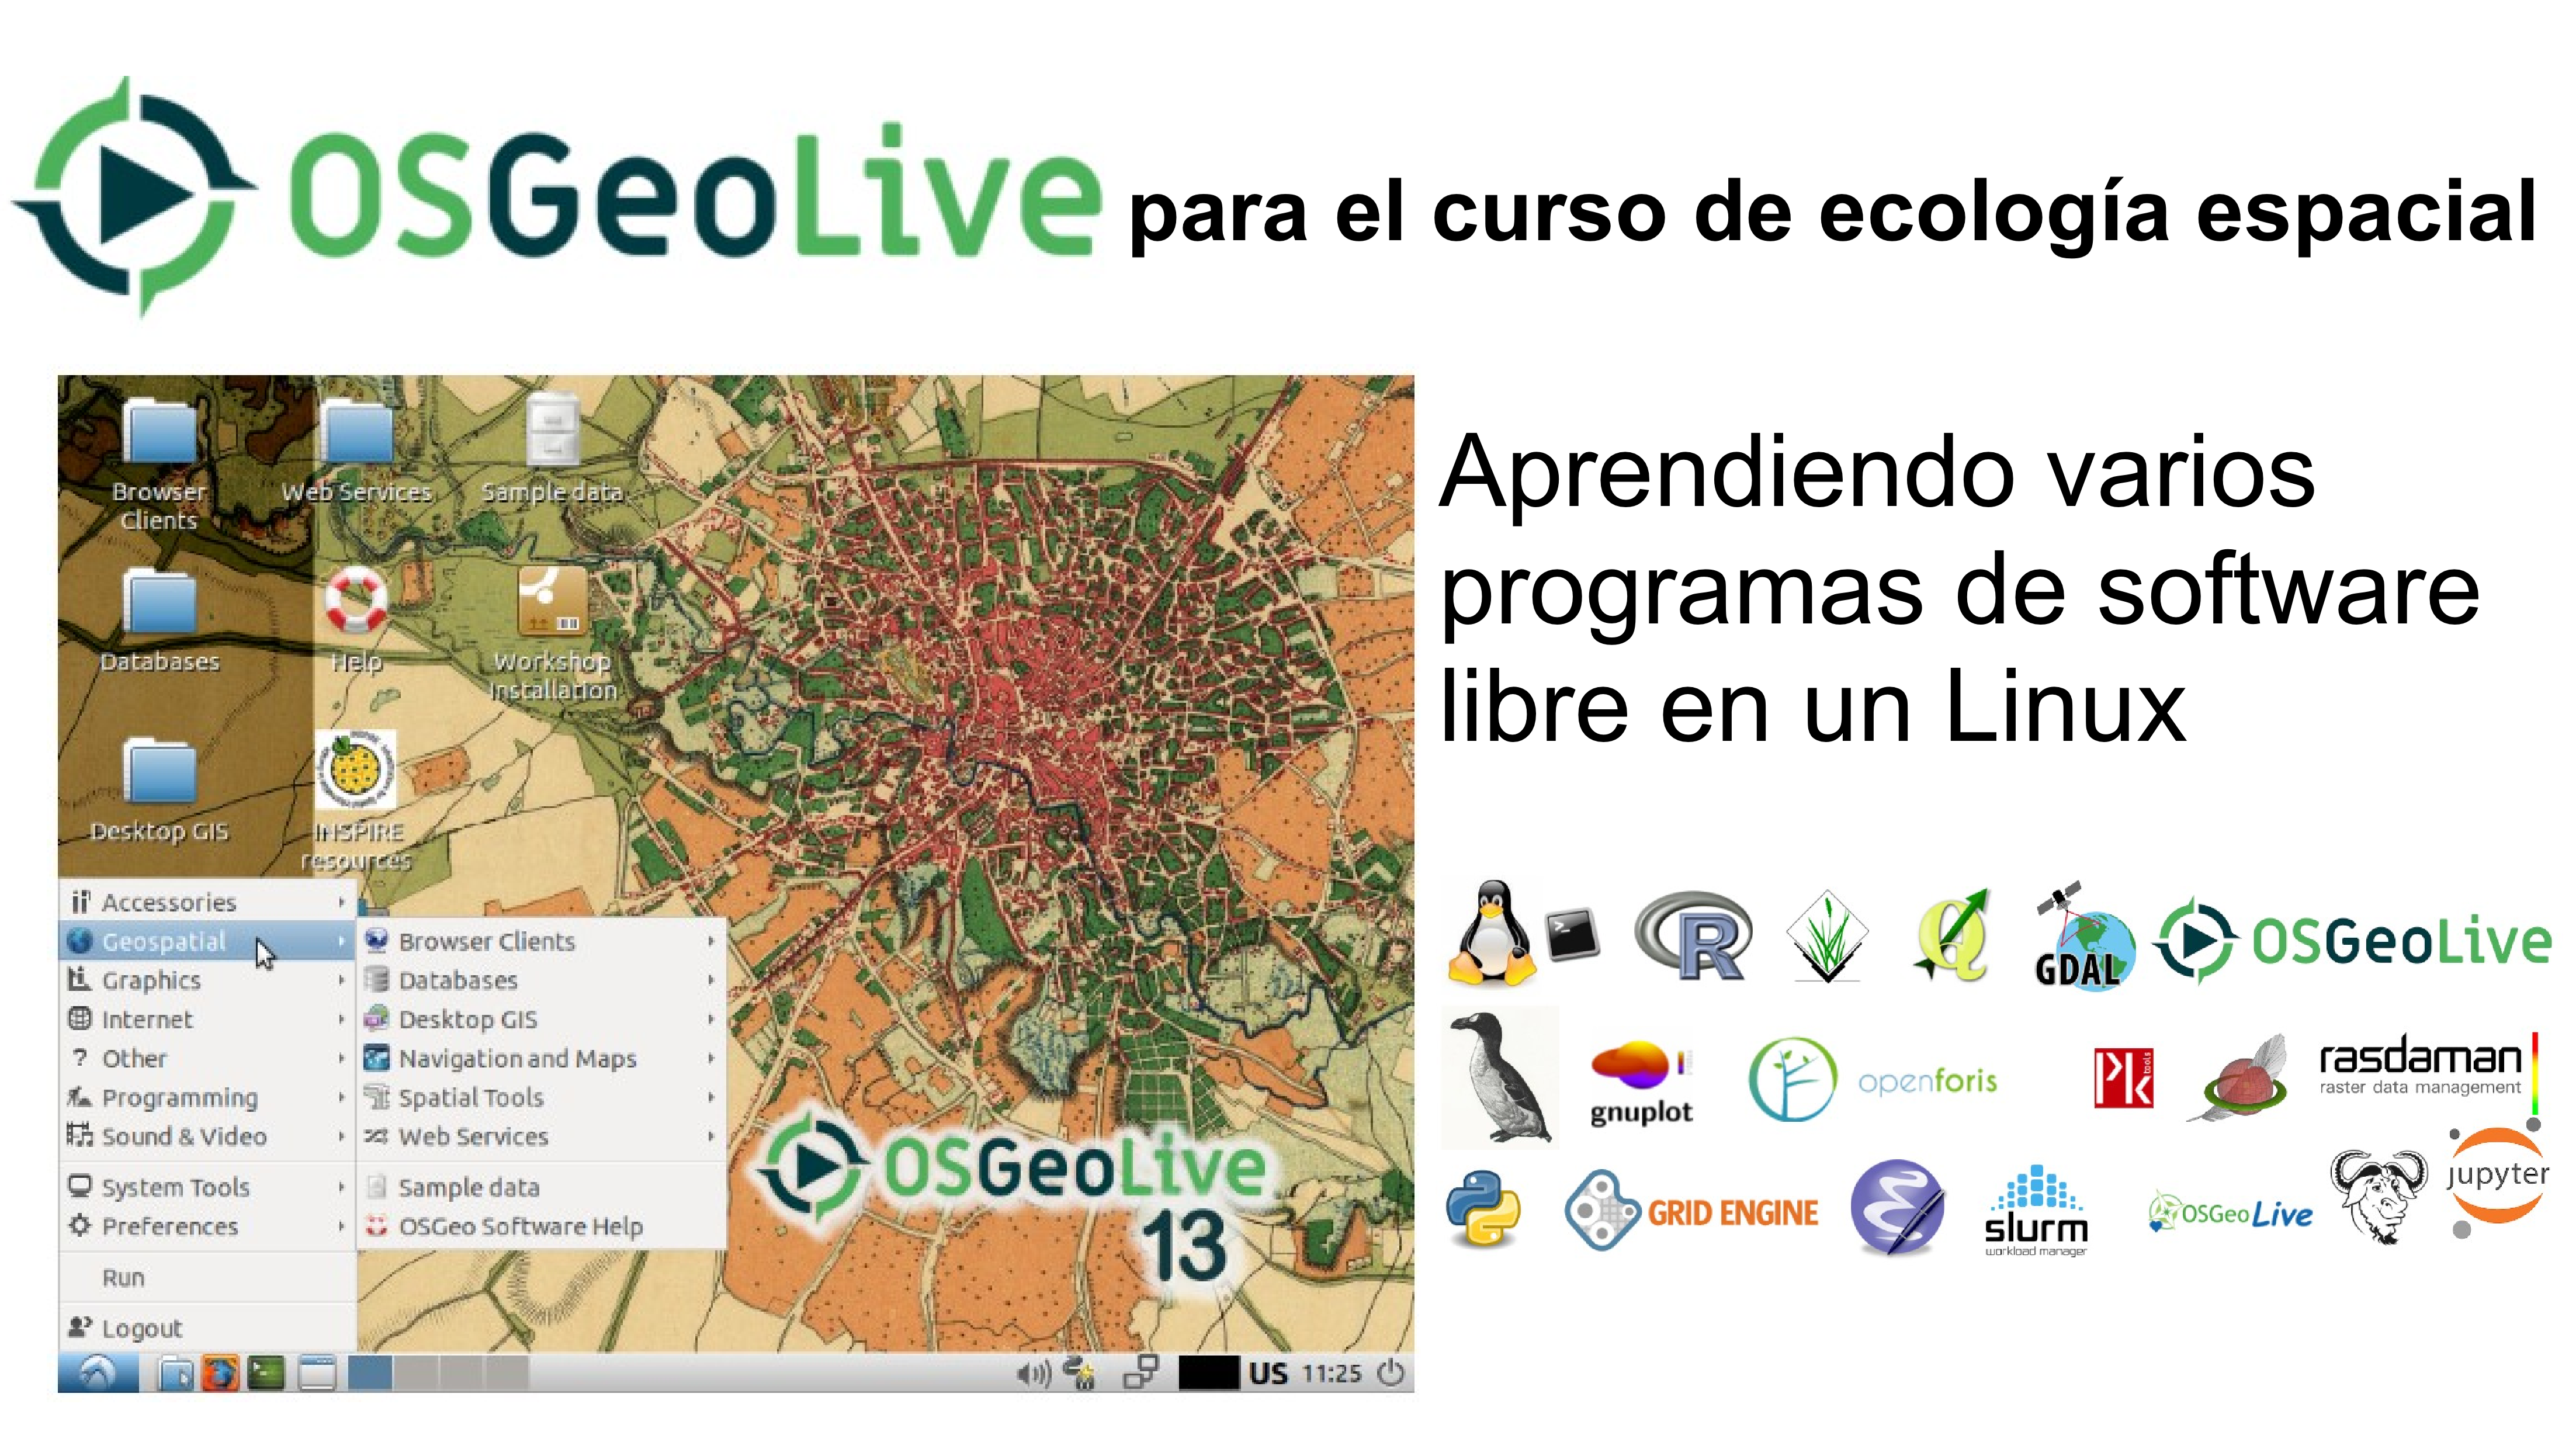 OSGeoLive para el curso de ecología espacial
Browser
Clients
Web Services
Sample data
Databases
Help
Workshop
Installation
Desktop GIS
INSPIRE
resources
Accessories
Geospatial
Graphics
Internet
Other
Programming
Sound & Video
System Tools
Preferences
Run
Logout
Browser Clients
Databases
Desktop GIS
Navigation and Maps
Spatial Tools
Web Services
Sample data
OSGeo Software Help
OSGeoLive
13
US 11:25
Aprendiendo varios
programas de software
libre en un Linux
R
Q
GDAL
OSGeoLive
gnuplot
openforis
Pk tools
rasdaman
raster data management
GRID ENGINE
slurm
workload manager
OSGeo Live
jupyter